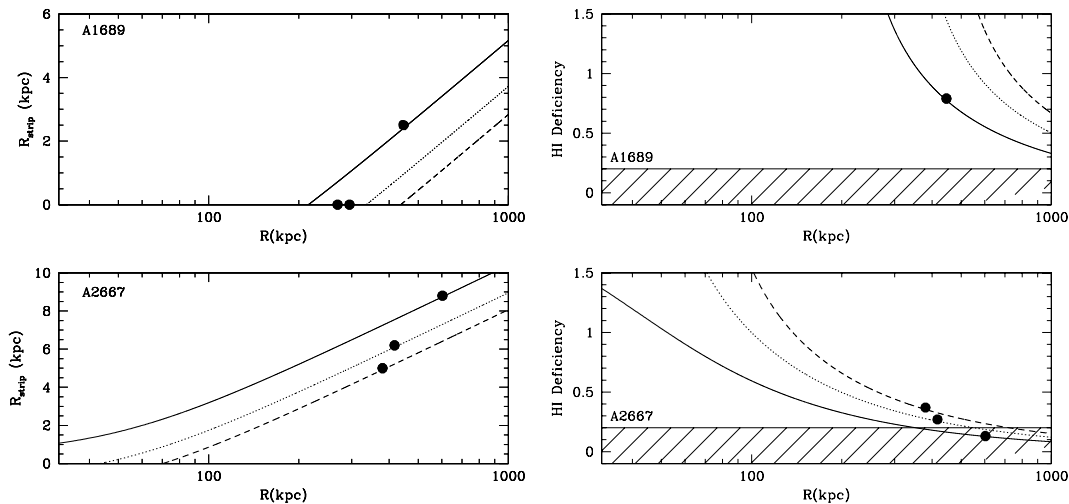 6
4
2
0
A1689
R_strip (kpc)
100
1000
R(kpc)
1.5
1
0.5
0
HI Deficiency
A1689
100
1000
R(kpc)
10
8
6
4
2
0
A2667
R_strip (kpc)
100
1000
R(kpc)
1.5
1
0.5
0
HI Deficiency
A2667
100
1000
R(kpc)